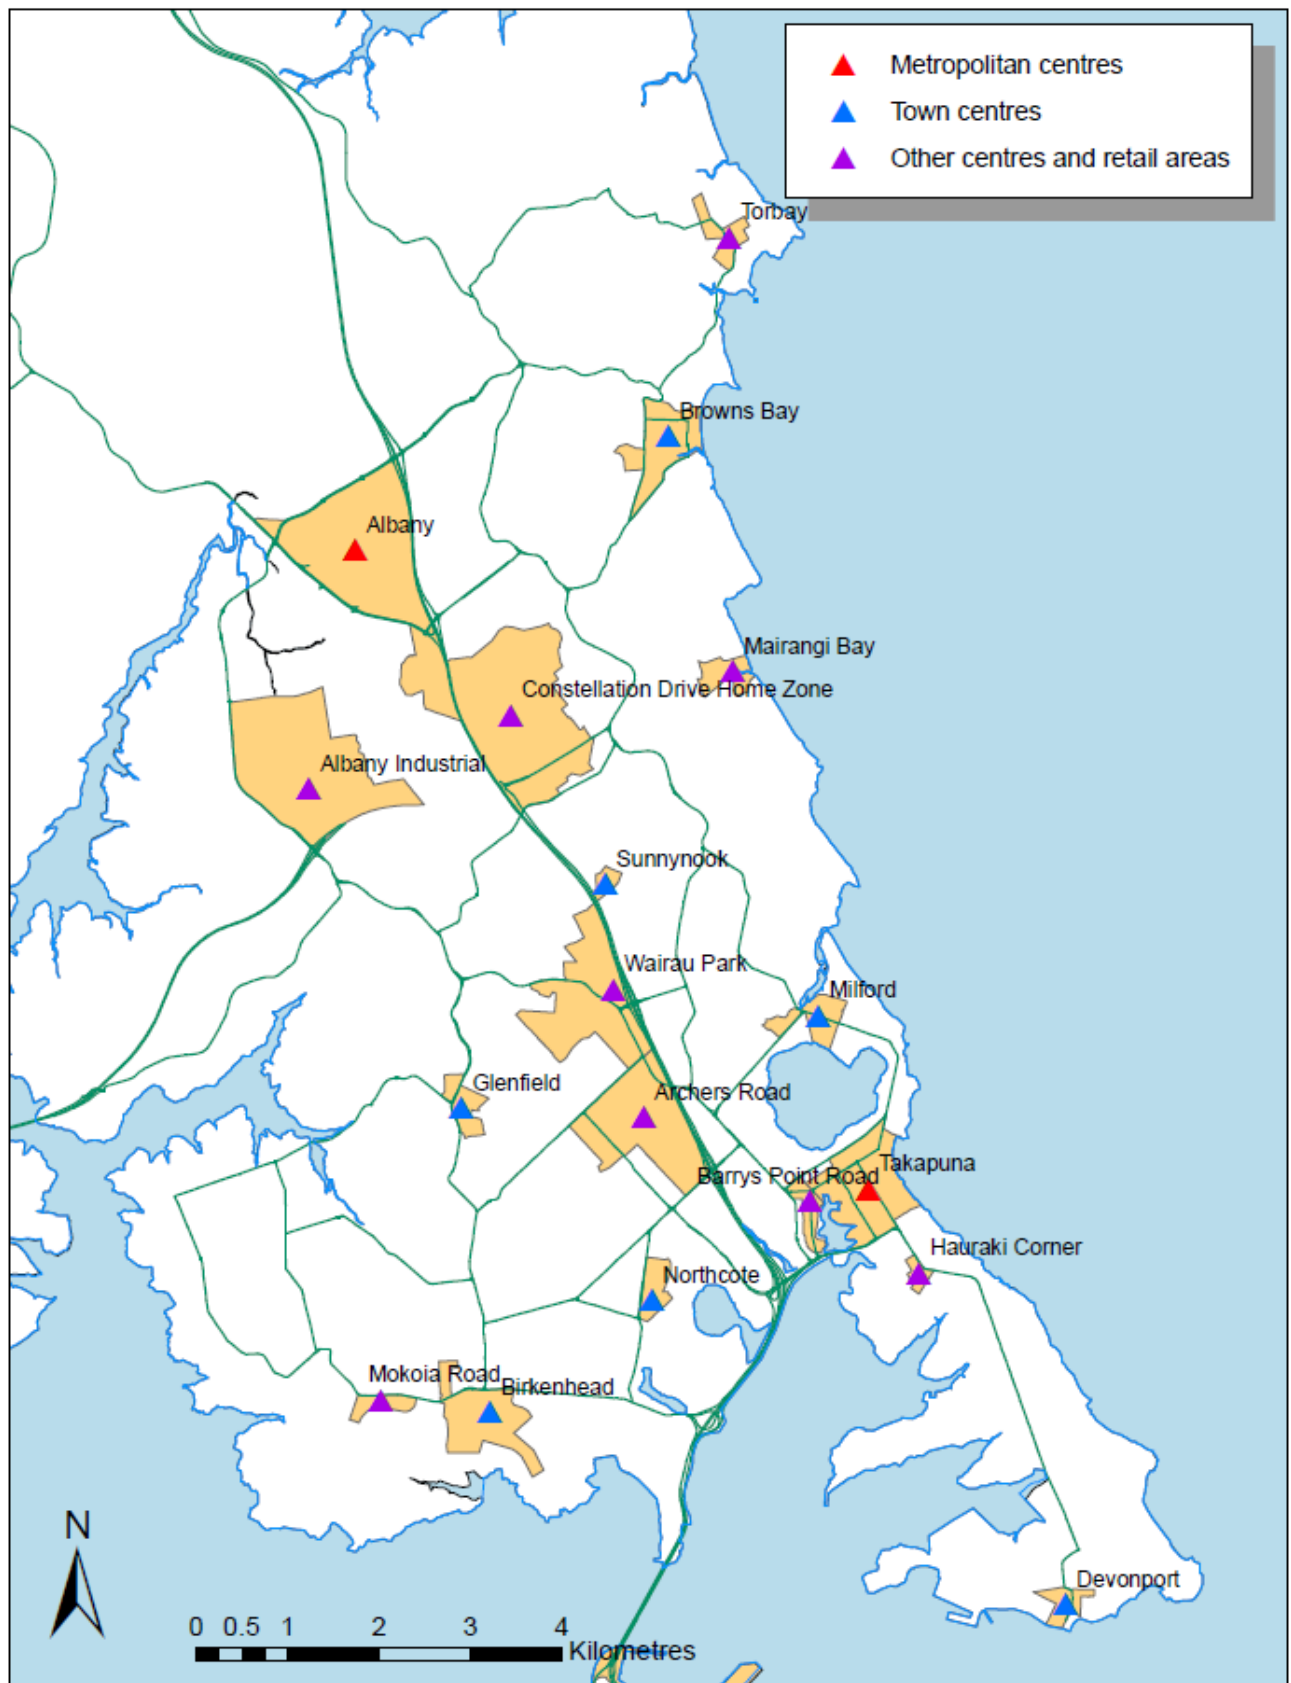 Metropolitan centres
Town centres
Other centres and retail areas
Torbay
Browns Bay
Albany
Mairangi Bay
Constellation Drive Home Zone
Albany Industrial
Sunnynook
Wairau Park
Milford
Glenfield
Archers Road
Takapuna
Barrys Point Road
Hauraki Corner
Northcote
Mokoia Road
Birkenhead
N
Devonport
0 0.5 1 2 3 4
Kilometres